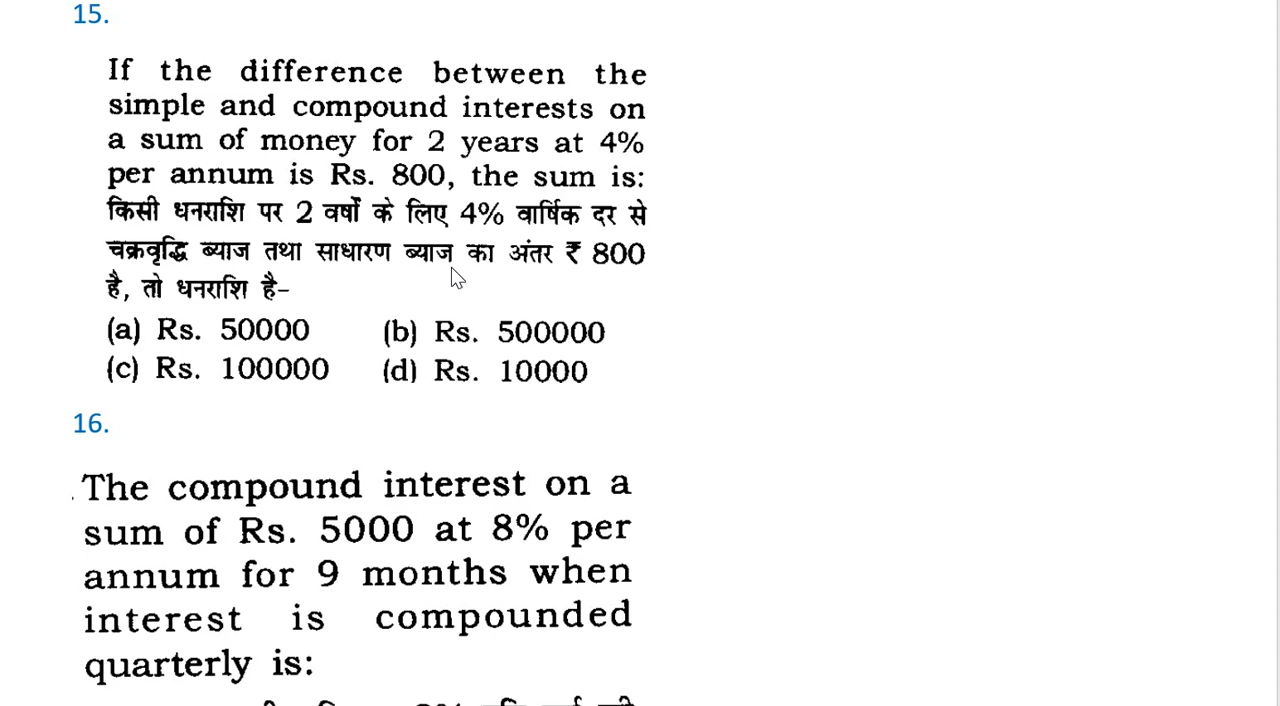 15.
If the difference between the
simple and compound interests on
a sum of money for 2 years at 4%
per annum is Rs. 800, the sum is:
किसी धनराशि पर 2 वर्षों के लिए 4% वार्षिक दर से
चक्रवृद्धि ब्याज तथा साधारण ब्याज का अंतर ₹ 800
है, तो धनराशि है-
(a) Rs. 50000 (b) Rs. 500000
(c) Rs. 100000 (d) Rs. 10000
16.
The compound interest on a
sum of Rs. 5000 at 8% per
annum for 9 months when
interest is compounded
quarterly is: